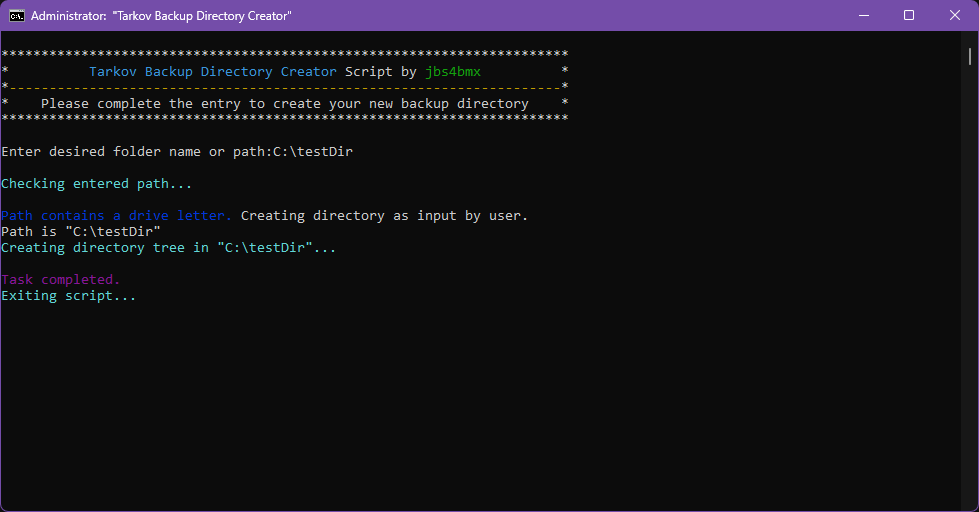 Administrator: "Tarkov Backup Directory Creator"
**********************************************************************
* Tarkov Backup Directory Creator Script by jbs4bmx *
*---------------------------------------------------------------------*
* Please complete the entry to create your new backup directory *
**********************************************************************
Enter desired folder name or path:C:\testDir
Checking entered path...
Path contains a drive letter. Creating directory as input by user.
Path is "C:\testDir"
Creating directory tree in "C:\testDir"...
Task completed.
Exiting script...